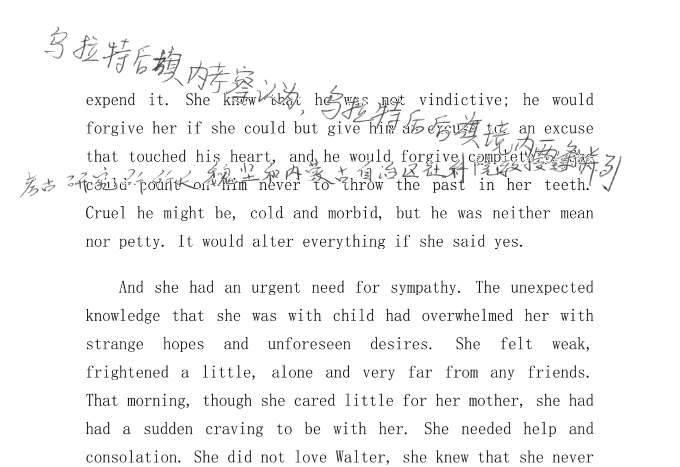 乌拉特后旗内考察认为,乌拉特后旗境内
expend it. She knew that he was not vindictive; he would
forgive her if she could but give him an excuse, an excuse
that touched his heart, and he would forgive completely. She
考古研究所所长魏坚和内蒙古自治区社科院教授
could count on him never to throw the past in her teeth.
Cruel he might be, cold and morbid, but he was neither mean
nor petty. It would alter everything if she said yes.
And she had an urgent need for sympathy. The unexpected
knowledge that she was with child had overwhelmed her with
strange hopes and unforeseen desires. She felt weak,
frightened a little, alone and very far from any friends.
That morning, though she cared little for her mother, she had
had a sudden craving to be with her. She needed help and
consolation. She did not love Walter, she knew that she never